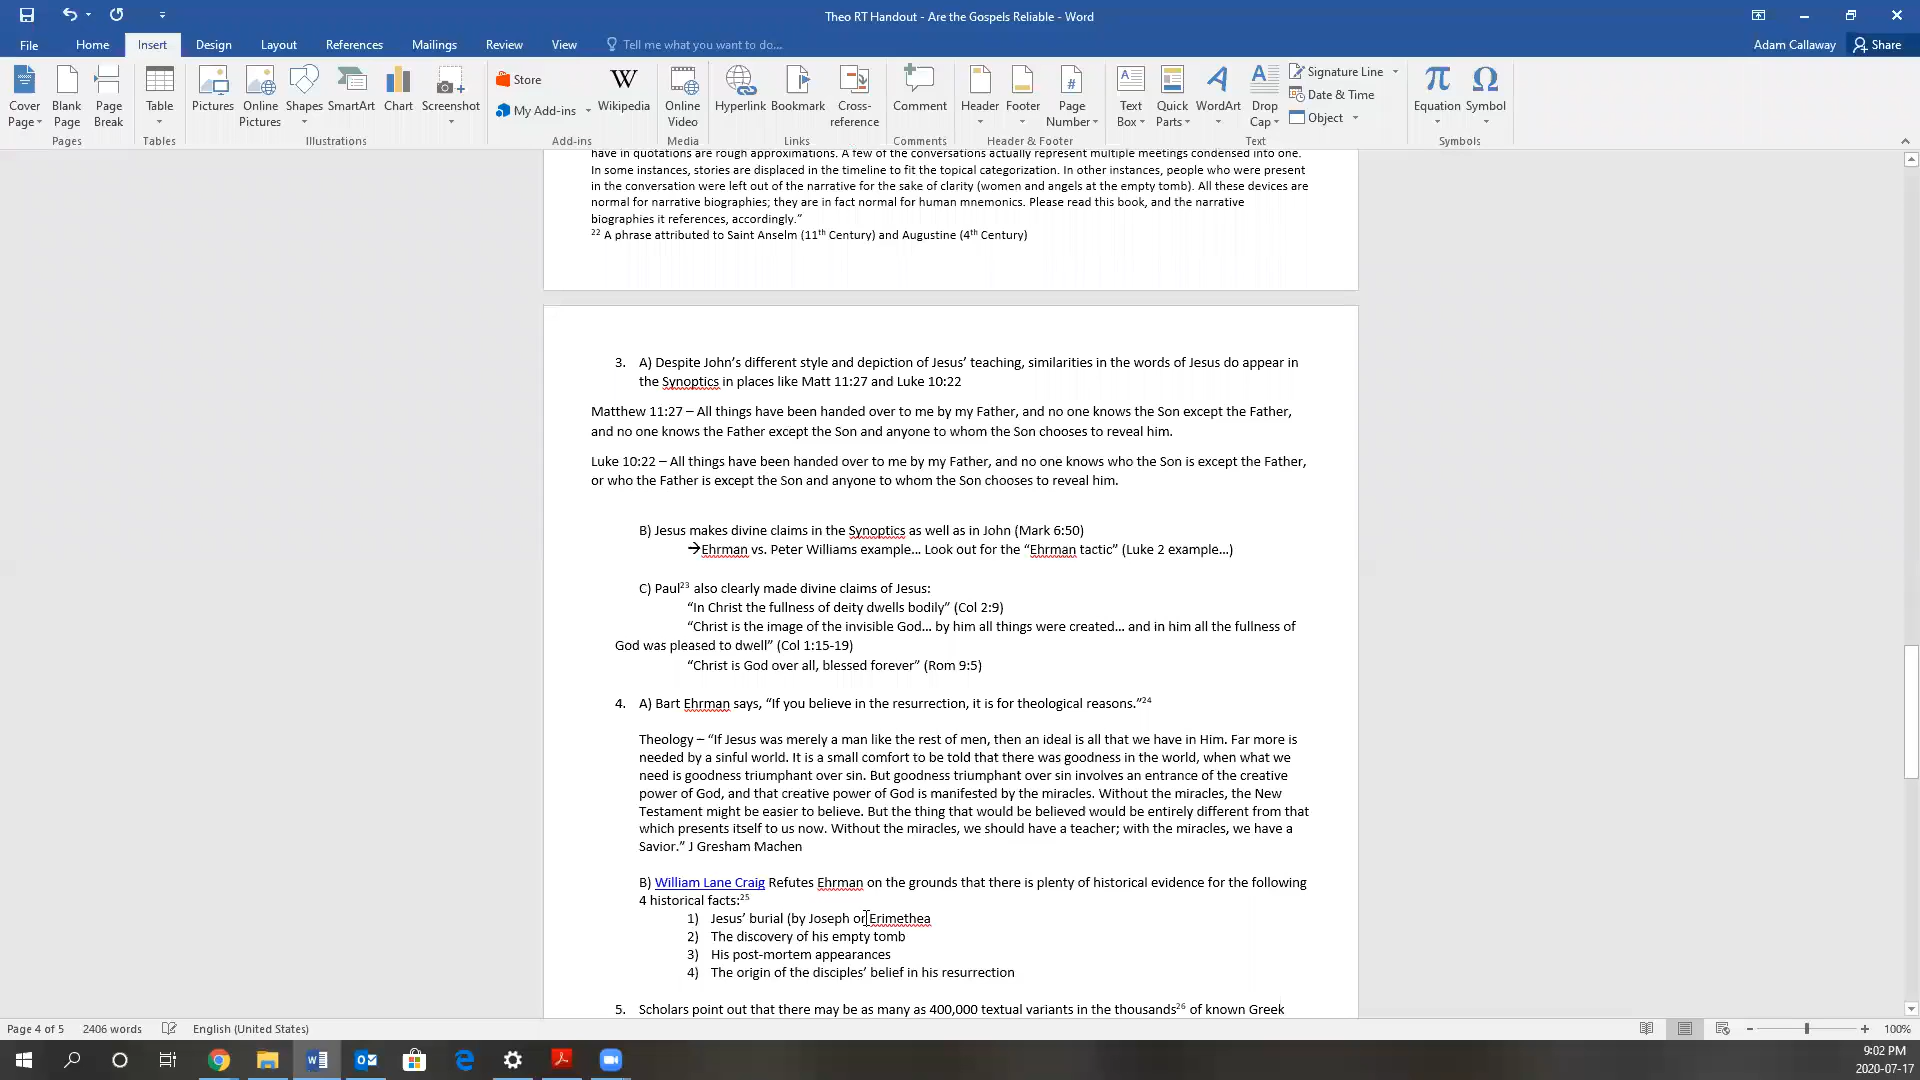 Theo RT Handout - Are the Gospels Reliable - Word
File Home Insert Design Layout References Mailings Review View Tell me what you want to do... Adam Callaway Share
Cover Page Blank Page Page Break Table Pictures Online Pictures Shapes SmartArt Chart Screenshot Store My Add-ins Wikipedia Online Video Hyperlink Bookmark Cross-reference Comment Header Footer Page Number Text Box Quick Parts WordArt Drop Cap Signature Line Date & Time Object Equation Symbol
Pages Tables Illustrations Add-ins Media Links Comments Header & Footer Text Symbols
have in quotations are rough approximations. A few of the conversations actually represent multiple meetings condensed into one.
In some instances, stories are displaced in the timeline to fit the topical categorization. In other instances, people who were present
in the conversation were left out of the narrative for the sake of clarity (women and angels at the empty tomb). All these devices are
normal for narrative biographies; they are in fact normal for human mnemonics. Please read this book, and the narrative
biographies it references, accordingly.”
22 A phrase attributed to Saint Anselm (11th Century) and Augustine (4th Century)
3. A) Despite John’s different style and depiction of Jesus’ teaching, similarities in the words of Jesus do appear in
the Synoptics in places like Matt 11:27 and Luke 10:22
Matthew 11:27 – All things have been handed over to me by my Father, and no one knows the Son except the Father,
and no one knows the Father except the Son and anyone to whom the Son chooses to reveal him.
Luke 10:22 – All things have been handed over to me by my Father, and no one knows who the Son is except the Father,
or who the Father is except the Son and anyone to whom the Son chooses to reveal him.
B) Jesus makes divine claims in the Synoptics as well as in John (Mark 6:50)
→Ehrman vs. Peter Williams example... Look out for the “Ehrman tactic” (Luke 2 example...)
C) Paul23 also clearly made divine claims of Jesus:
“In Christ the fullness of deity dwells bodily” (Col 2:9)
“Christ is the image of the invisible God... by him all things were created... and in him all the fullness of
God was pleased to dwell” (Col 1:15-19)
“Christ is God over all, blessed forever” (Rom 9:5)
4. A) Bart Ehrman says, “If you believe in the resurrection, it is for theological reasons.”24
Theology – “If Jesus was merely a man like the rest of men, then an ideal is all that we have in Him. Far more is
needed by a sinful world. It is a small comfort to be told that there was goodness in the world, when what we
need is goodness triumphant over sin. But goodness triumphant over sin involves an entrance of the creative
power of God, and that creative power of God is manifested by the miracles. Without the miracles, the New
Testament might be easier to believe. But the thing that would be believed would be entirely different from that
which presents itself to us now. Without the miracles, we should have a teacher; with the miracles, we have a
Savior.” J Gresham Machen
B) William Lane Craig Refutes Ehrman on the grounds that there is plenty of historical evidence for the following
4 historical facts:25
1) Jesus’ burial (by Joseph or Erimethea
2) The discovery of his empty tomb
3) His post-mortem appearances
4) The origin of the disciples’ belief in his resurrection
5. Scholars point out that there may be as many as 400,000 textual variants in the thousands26 of known Greek
Page 4 of 5 2406 words English (United States) 100%
9:02 PM
2020-07-17